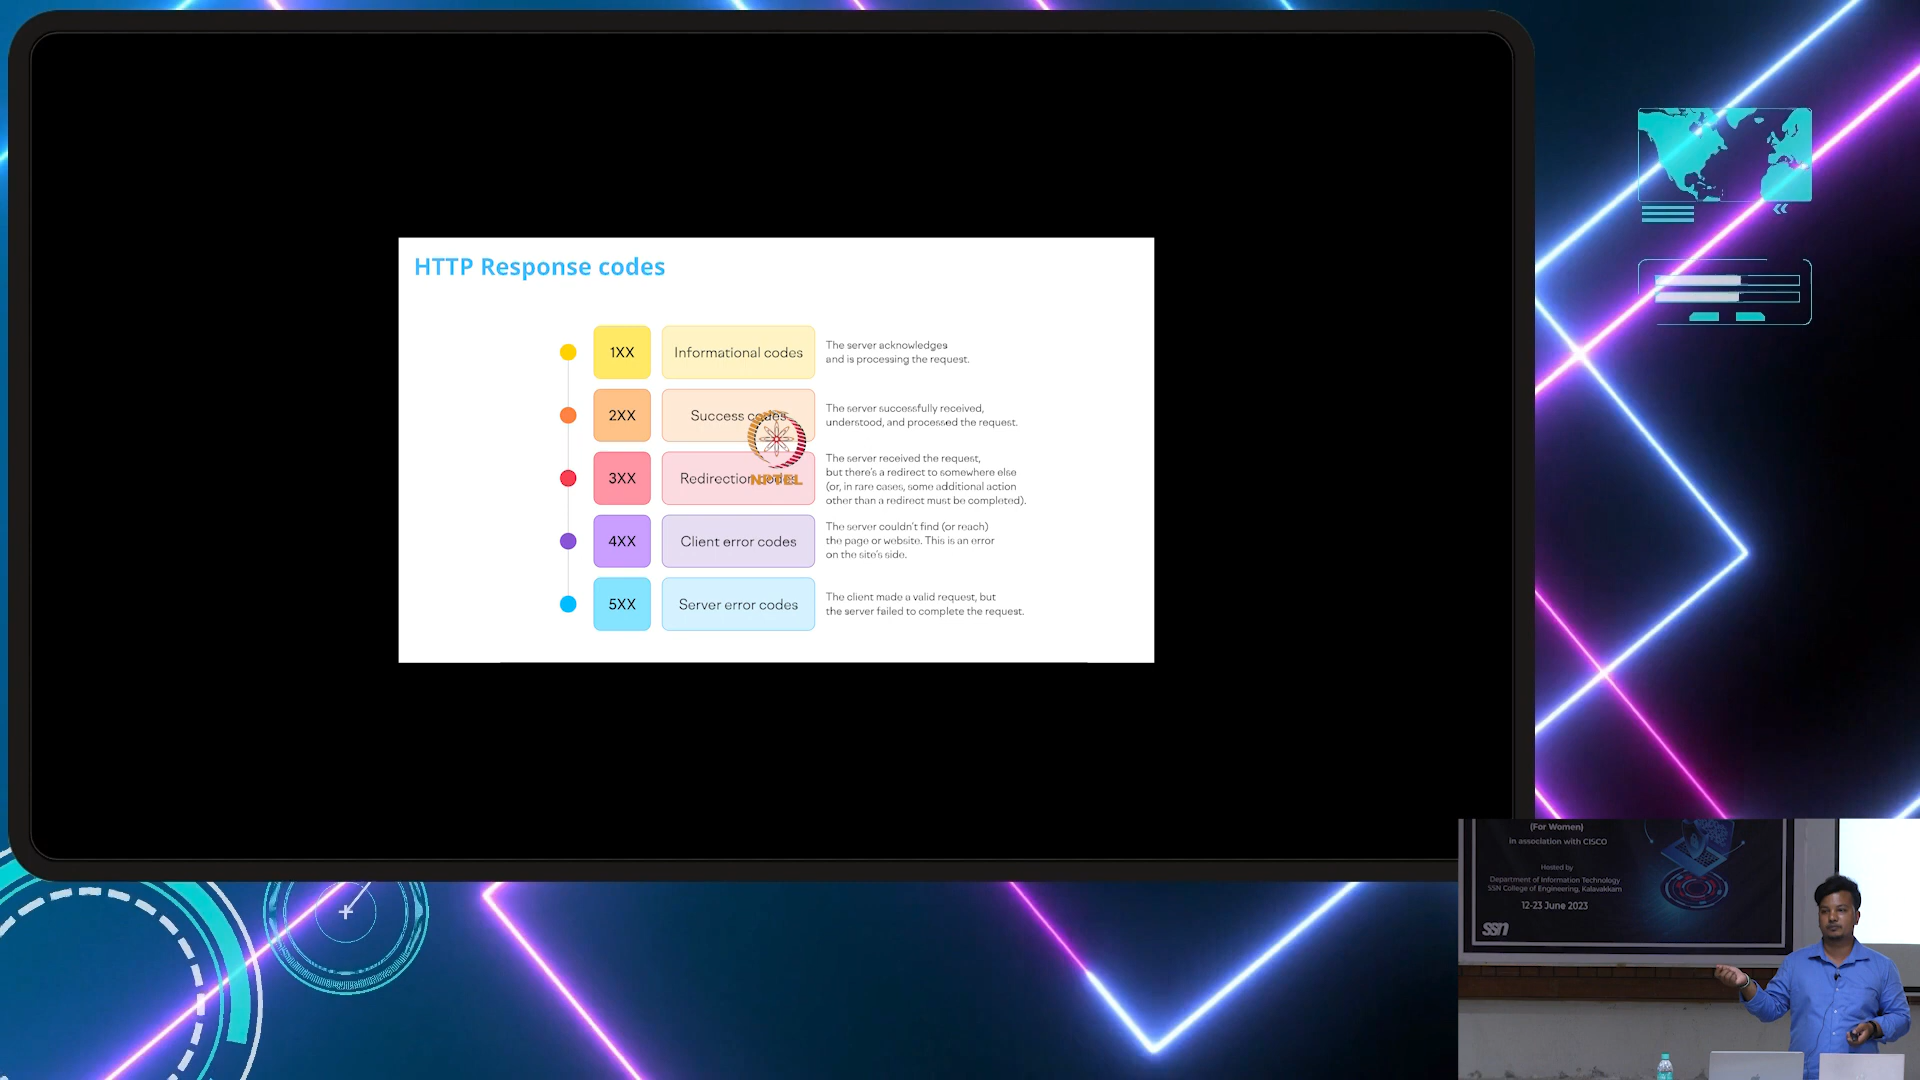 HTTP Response codes
1XX
Informational codes
The server acknowledges
and is processing the request.
2XX
Success codes
The server successfully received,
understood, and processed the request.
3XX
Redirection codes
The server received the request,
but there's a redirect to somewhere else
(or, in rare cases, some additional action
other than a redirect must be completed).
4XX
Client error codes
The server couldn't find (or reach)
the page or website. This is an error
on the site's side.
5XX
Server error codes
The client made a valid request, but
the server failed to complete the request.
NPTEL
(For Women)
in association with CISCO
Hosted by
Department of Information Technology
SSN College of Engineering, Kalavakkam
12-23 June 2023
ssn